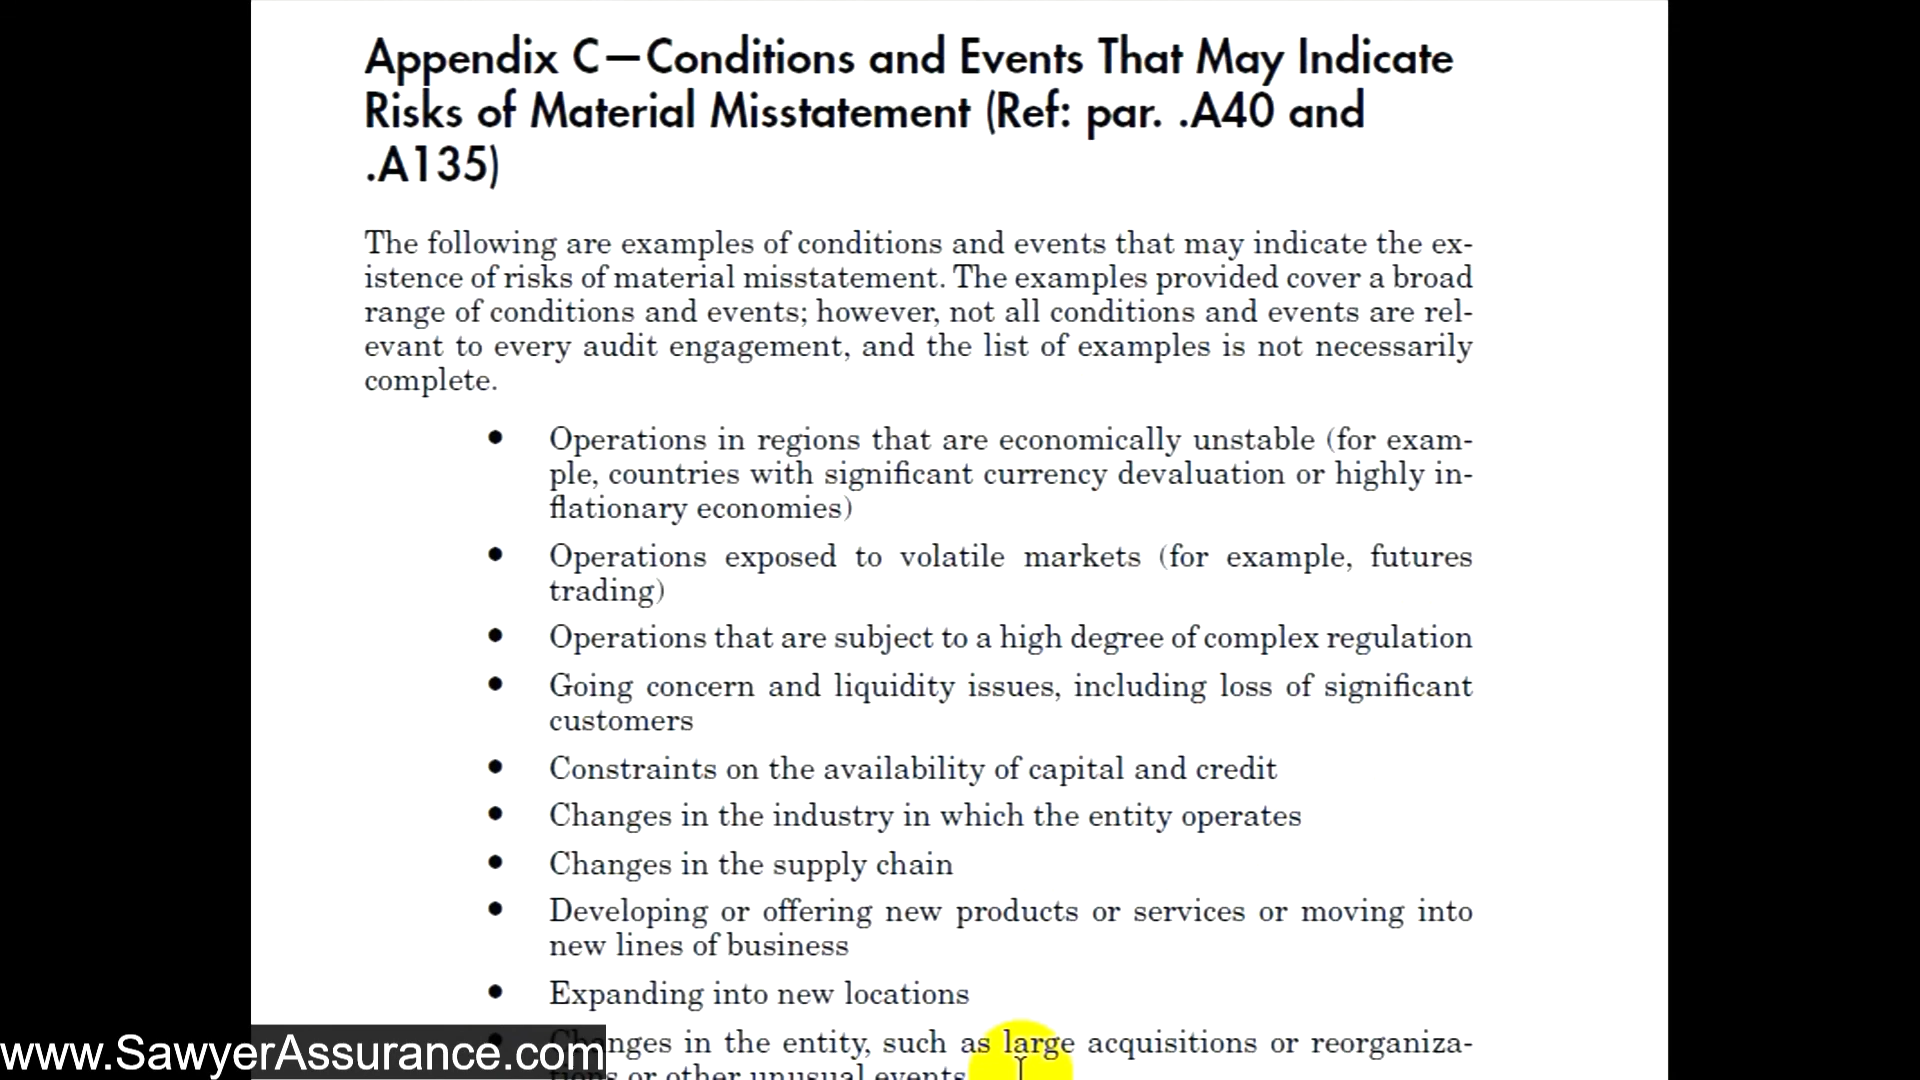 Appendix C—Conditions and Events That May Indicate
Risks of Material Misstatement (Ref: par. .A40 and
.A135)
The following are examples of conditions and events that may indicate the ex-
istence of risks of material misstatement. The examples provided cover a broad
range of conditions and events; however, not all conditions and events are rel-
evant to every audit engagement, and the list of examples is not necessarily
complete.
• Operations in regions that are economically unstable (for exam-
ple, countries with significant currency devaluation or highly in-
flationary economies)
• Operations exposed to volatile markets (for example, futures
trading)
• Operations that are subject to a high degree of complex regulation
• Going concern and liquidity issues, including loss of significant
customers
• Constraints on the availability of capital and credit
• Changes in the industry in which the entity operates
• Changes in the supply chain
• Developing or offering new products or services or moving into
new lines of business
• Expanding into new locations
• Changes in the entity, such as large acquisitions or reorganiza-
tions or other unusual events
www.SawyerAssurance.com